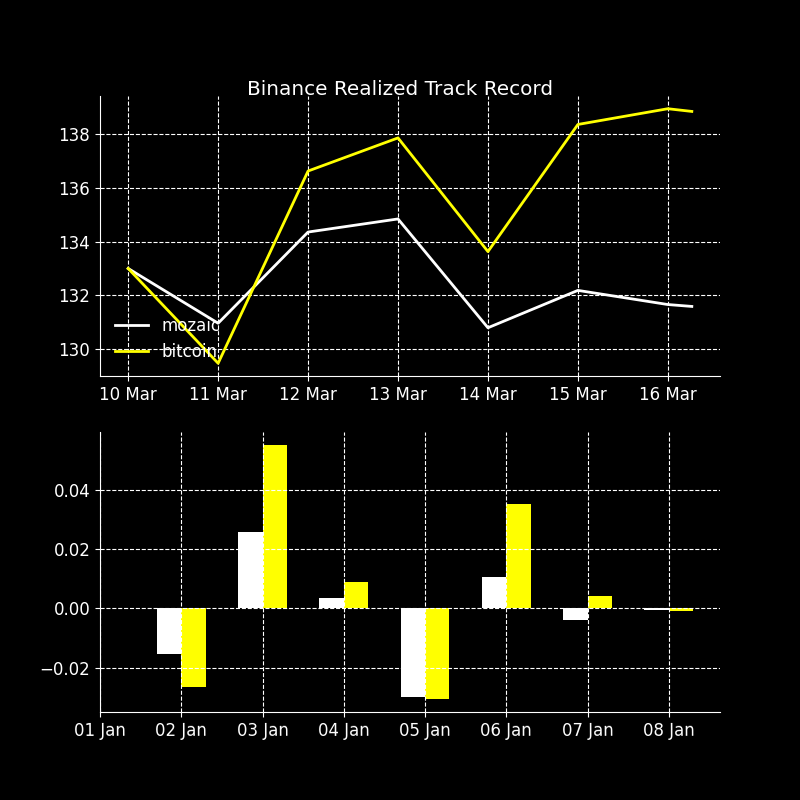 Binance Realized Track Record
138
136
134
132
130
mozaic
bitcoin
10 Mar 11 Mar 12 Mar 13 Mar 14 Mar 15 Mar 16 Mar
0.04
0.02
0.00
−0.02
01 Jan 02 Jan 03 Jan 04 Jan 05 Jan 06 Jan 07 Jan 08 Jan